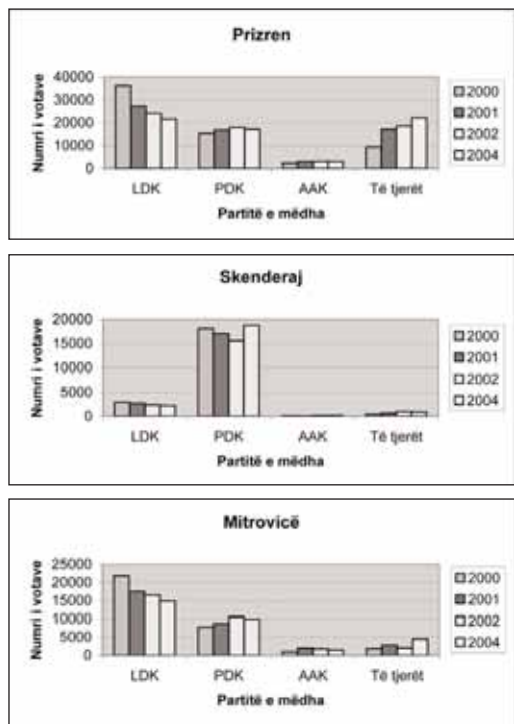 Prizren
Numri i votave
40000
30000
20000
10000
0
LDK PDK AAK Të tjerët
Partitë e mëdha
2000
2001
2002
2004
Skenderaj
Numri i votave
20000
15000
10000
5000
0
LDK PDK AAK Të tjerët
Partitë e mëdha
2000
2001
2002
2004
Mitrovicë
Numri i votave
25000
20000
15000
10000
5000
0
LDK PDK AAK Të tjerët
Partitë e mëdha
2000
2001
2002
2004